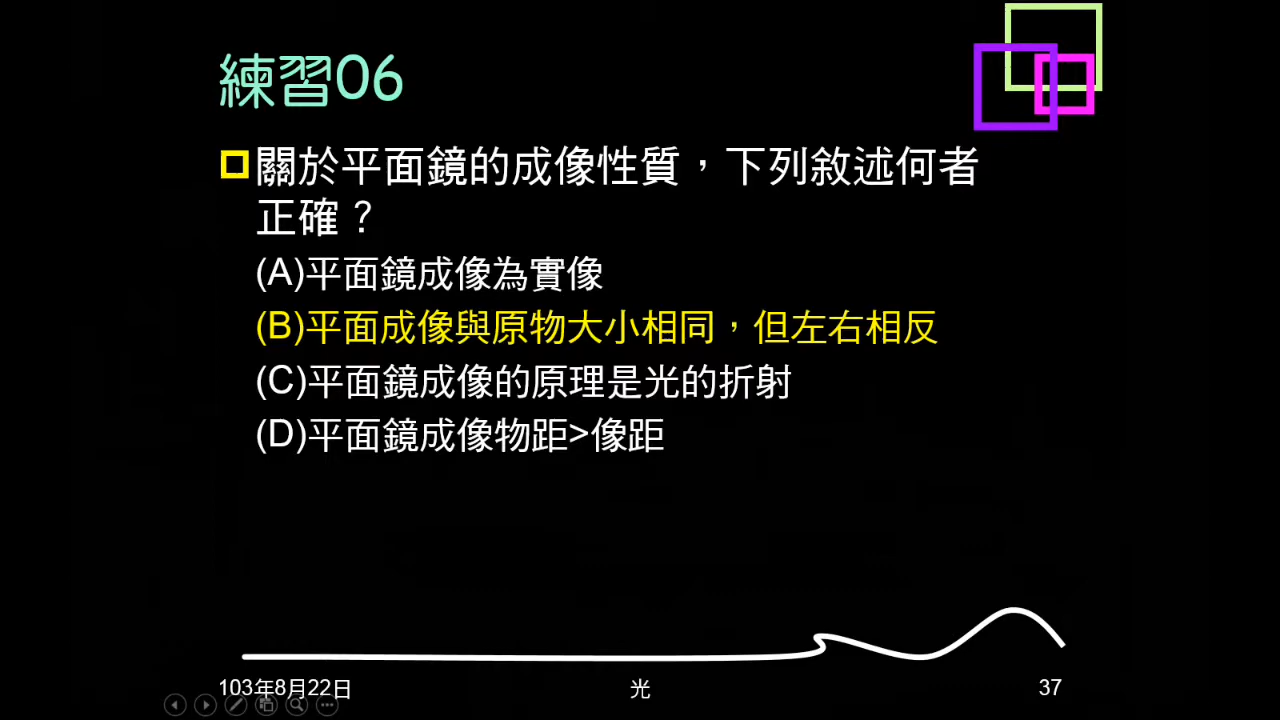 練習06
關於平面鏡的成像性質，下列敘述何者
正確？
(A)平面鏡成像為實像
(B)平面成像與原物大小相同，但左右相反
(C)平面鏡成像的原理是光的折射
(D)平面鏡成像物距>像距
103年8月22日
光
37